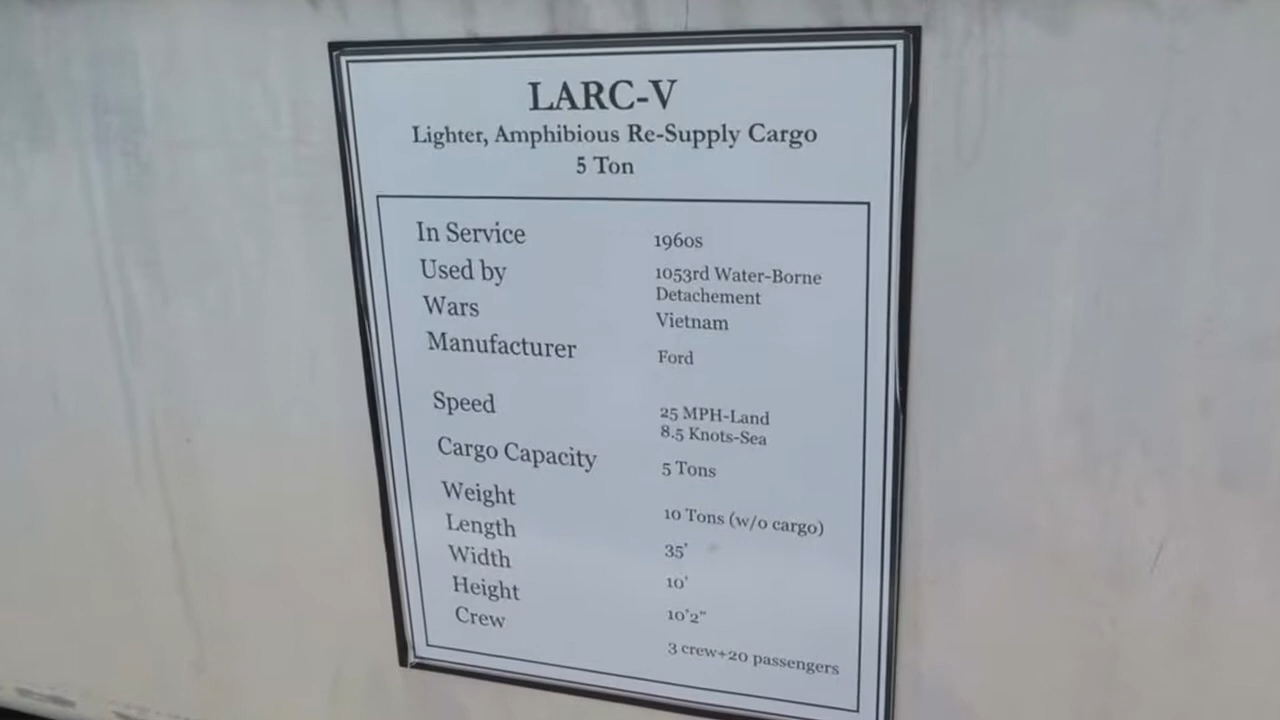 LARC-V
Lighter, Amphibious Re-Supply Cargo
5 Ton
In Service 1960s
Used by 1053rd Water-Borne
Detachement
Wars Vietnam
Manufacturer Ford
Speed 25 MPH-Land
8.5 Knots-Sea
Cargo Capacity 5 Tons
Weight 10 Tons (w/o cargo)
Length 35'
Width 10'
Height 10'2"
Crew 3 crew+20 passengers